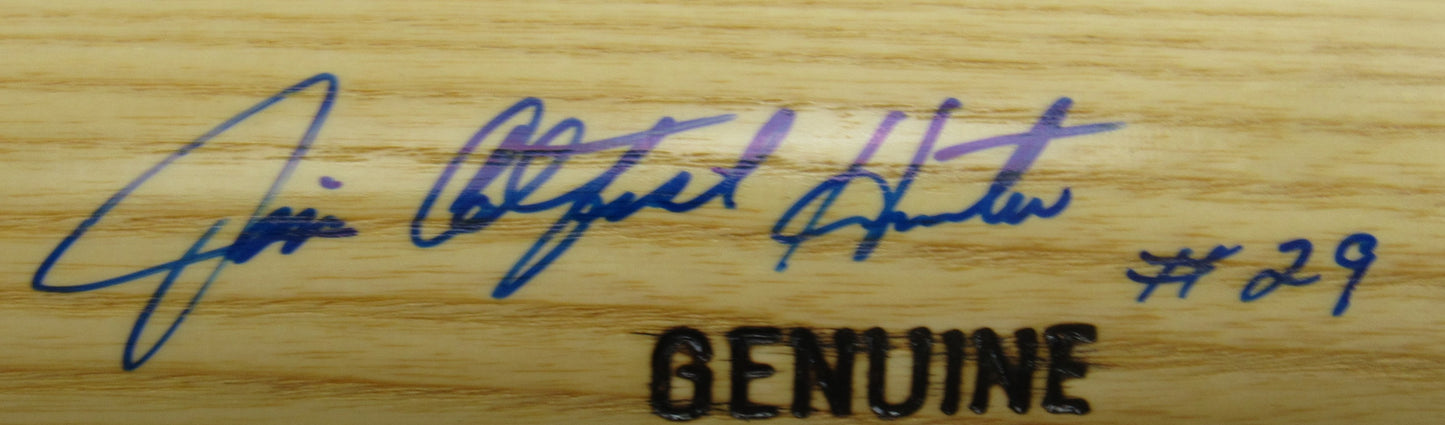 Jim Catfish Hunter #29
GENUINE